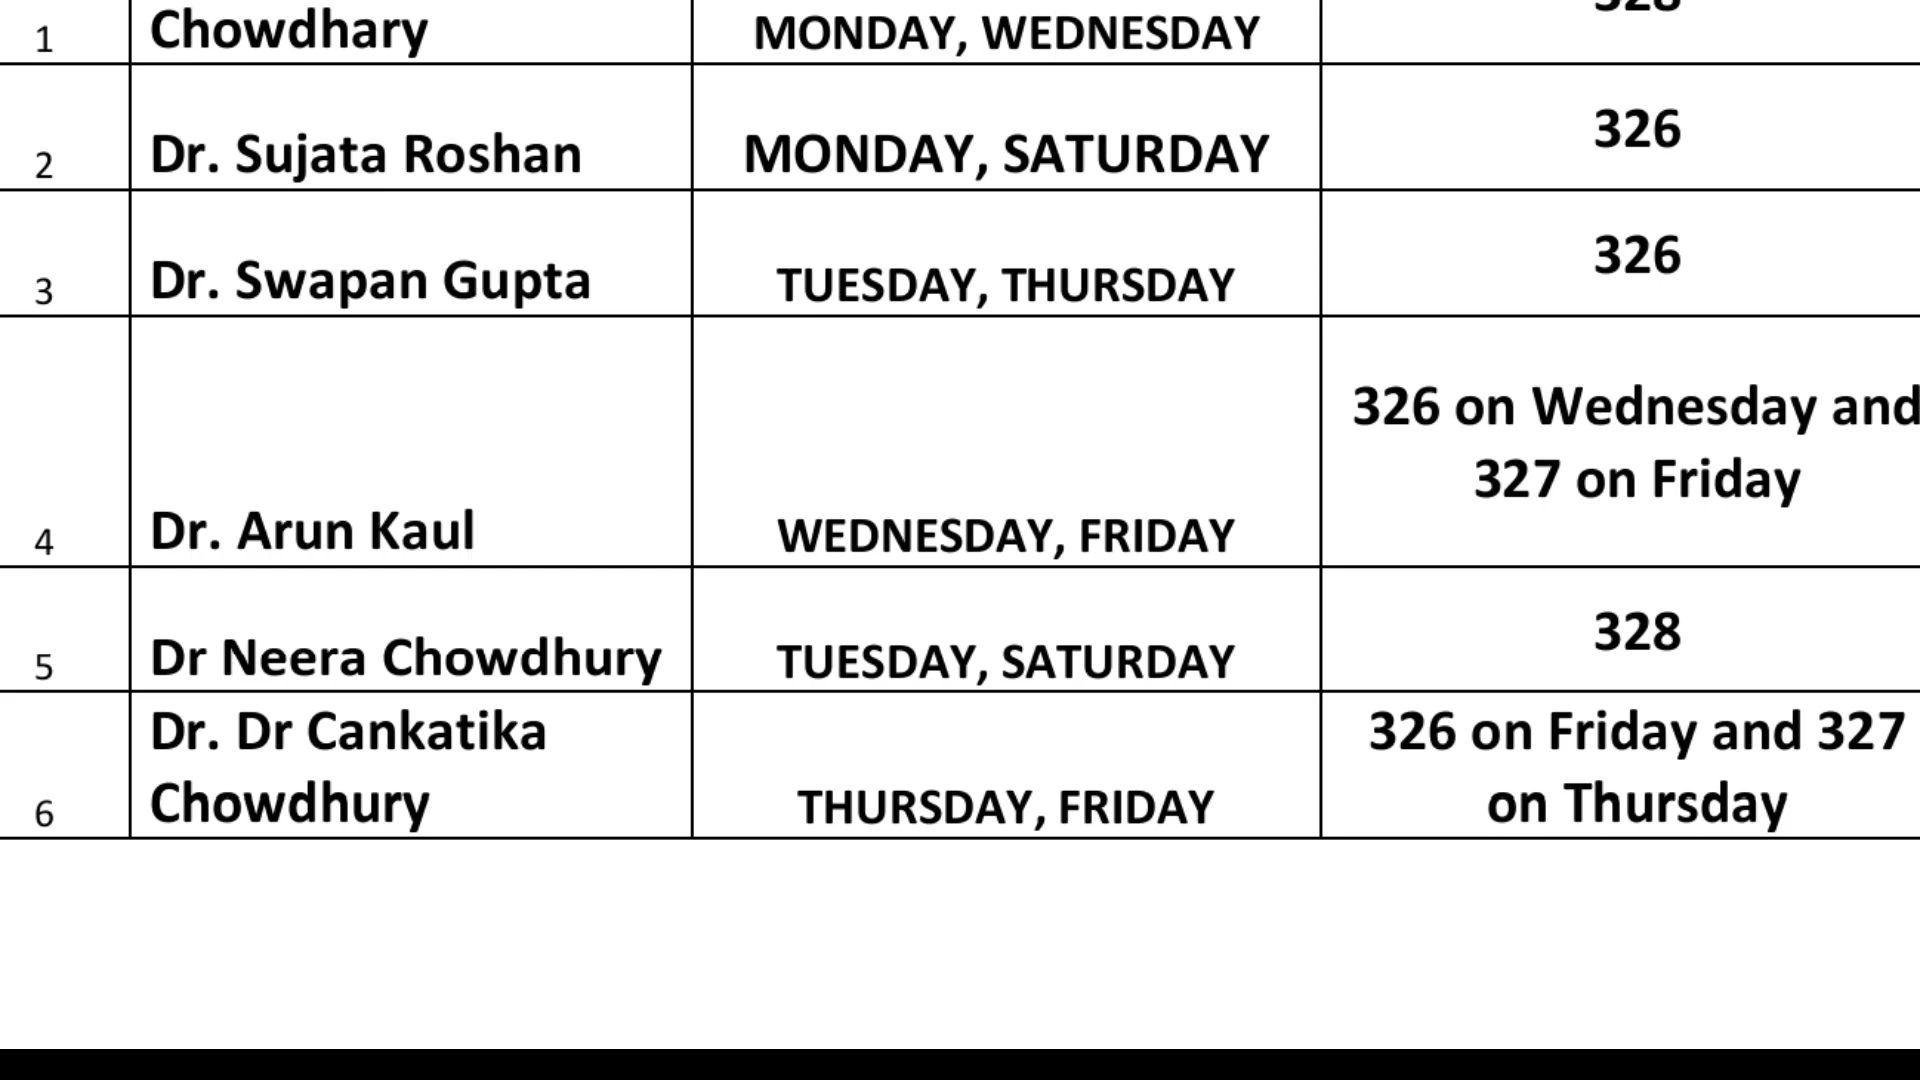 1 Chowdhary MONDAY, WEDNESDAY 328
2 Dr. Sujata Roshan MONDAY, SATURDAY 326
3 Dr. Swapan Gupta TUESDAY, THURSDAY 326
326 on Wednesday and
327 on Friday
4 Dr. Arun Kaul WEDNESDAY, FRIDAY
5 Dr Neera Chowdhury TUESDAY, SATURDAY 328
Dr. Dr Cankatika 326 on Friday and 327
6 Chowdhury THURSDAY, FRIDAY on Thursday